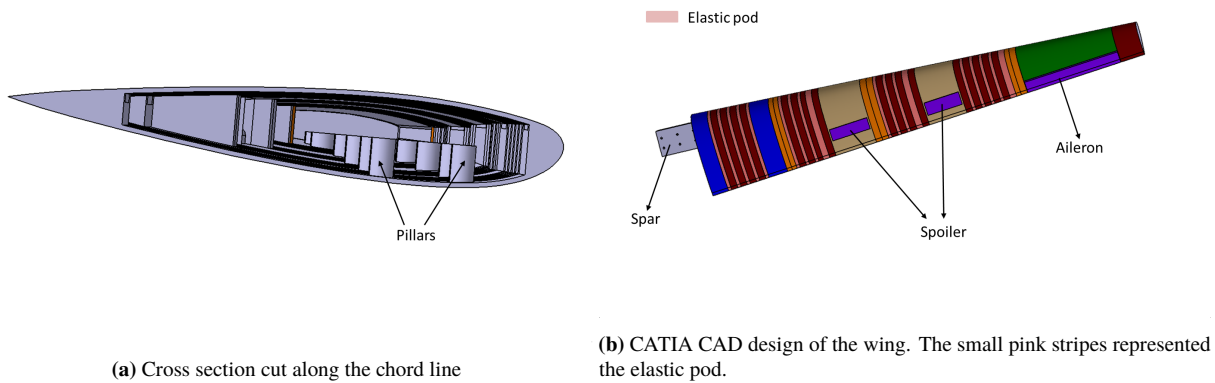 Elastic pod
Pillars
Spar
Spoiler
Aileron
(a) Cross section cut along the chord line
(b) CATIA CAD design of the wing. The small pink stripes represented
the elastic pod.